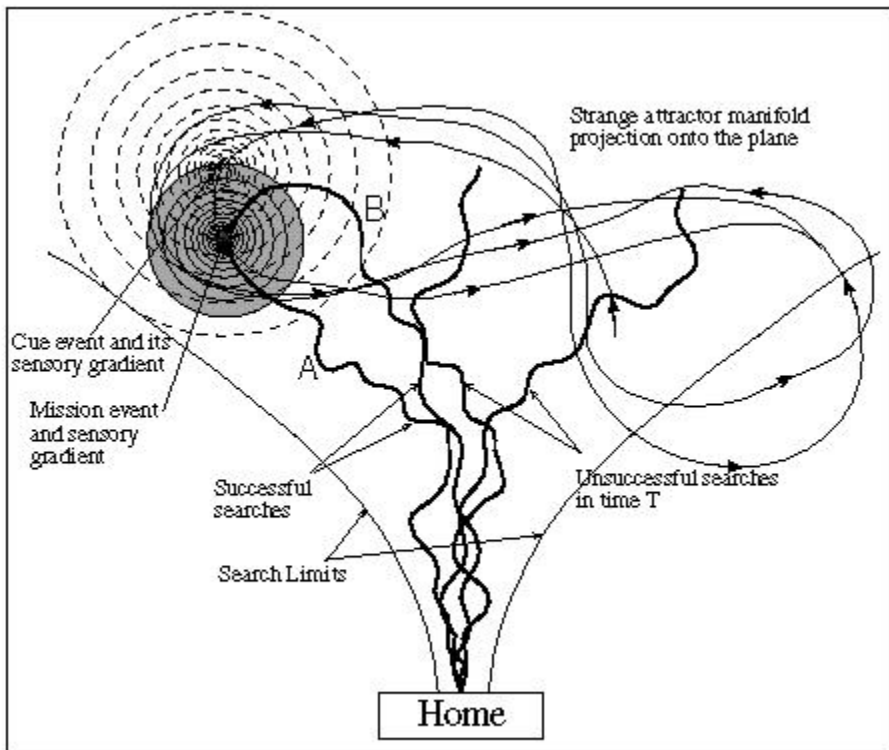 Strange attractor manifold
projection onto the plane
B
Cue event and its
sensory gradient
A
Mission event
and sensory
gradient
Successful
searches
Unsuccessful searches
in time T
Search Limits
Home